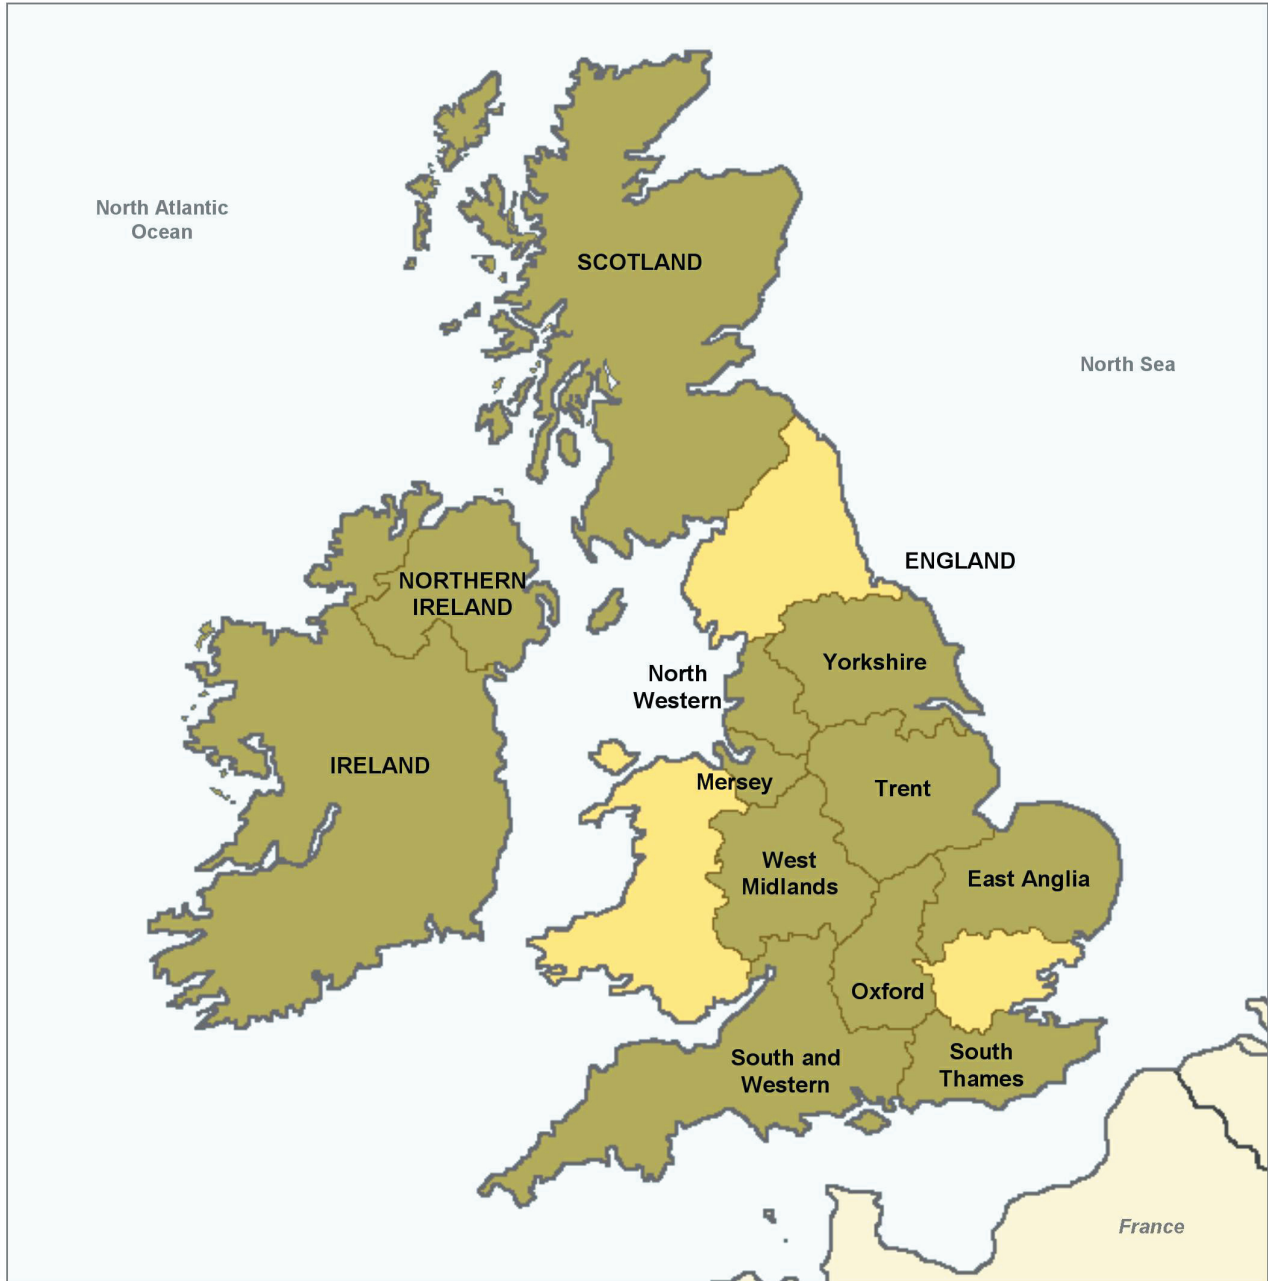 North Atlantic
Ocean
SCOTLAND
North Sea
ENGLAND
NORTHERN
IRELAND
Yorkshire
North
Western
IRELAND
Mersey
Trent
West
Midlands
East Anglia
Oxford
South and
Western
South
Thames
France